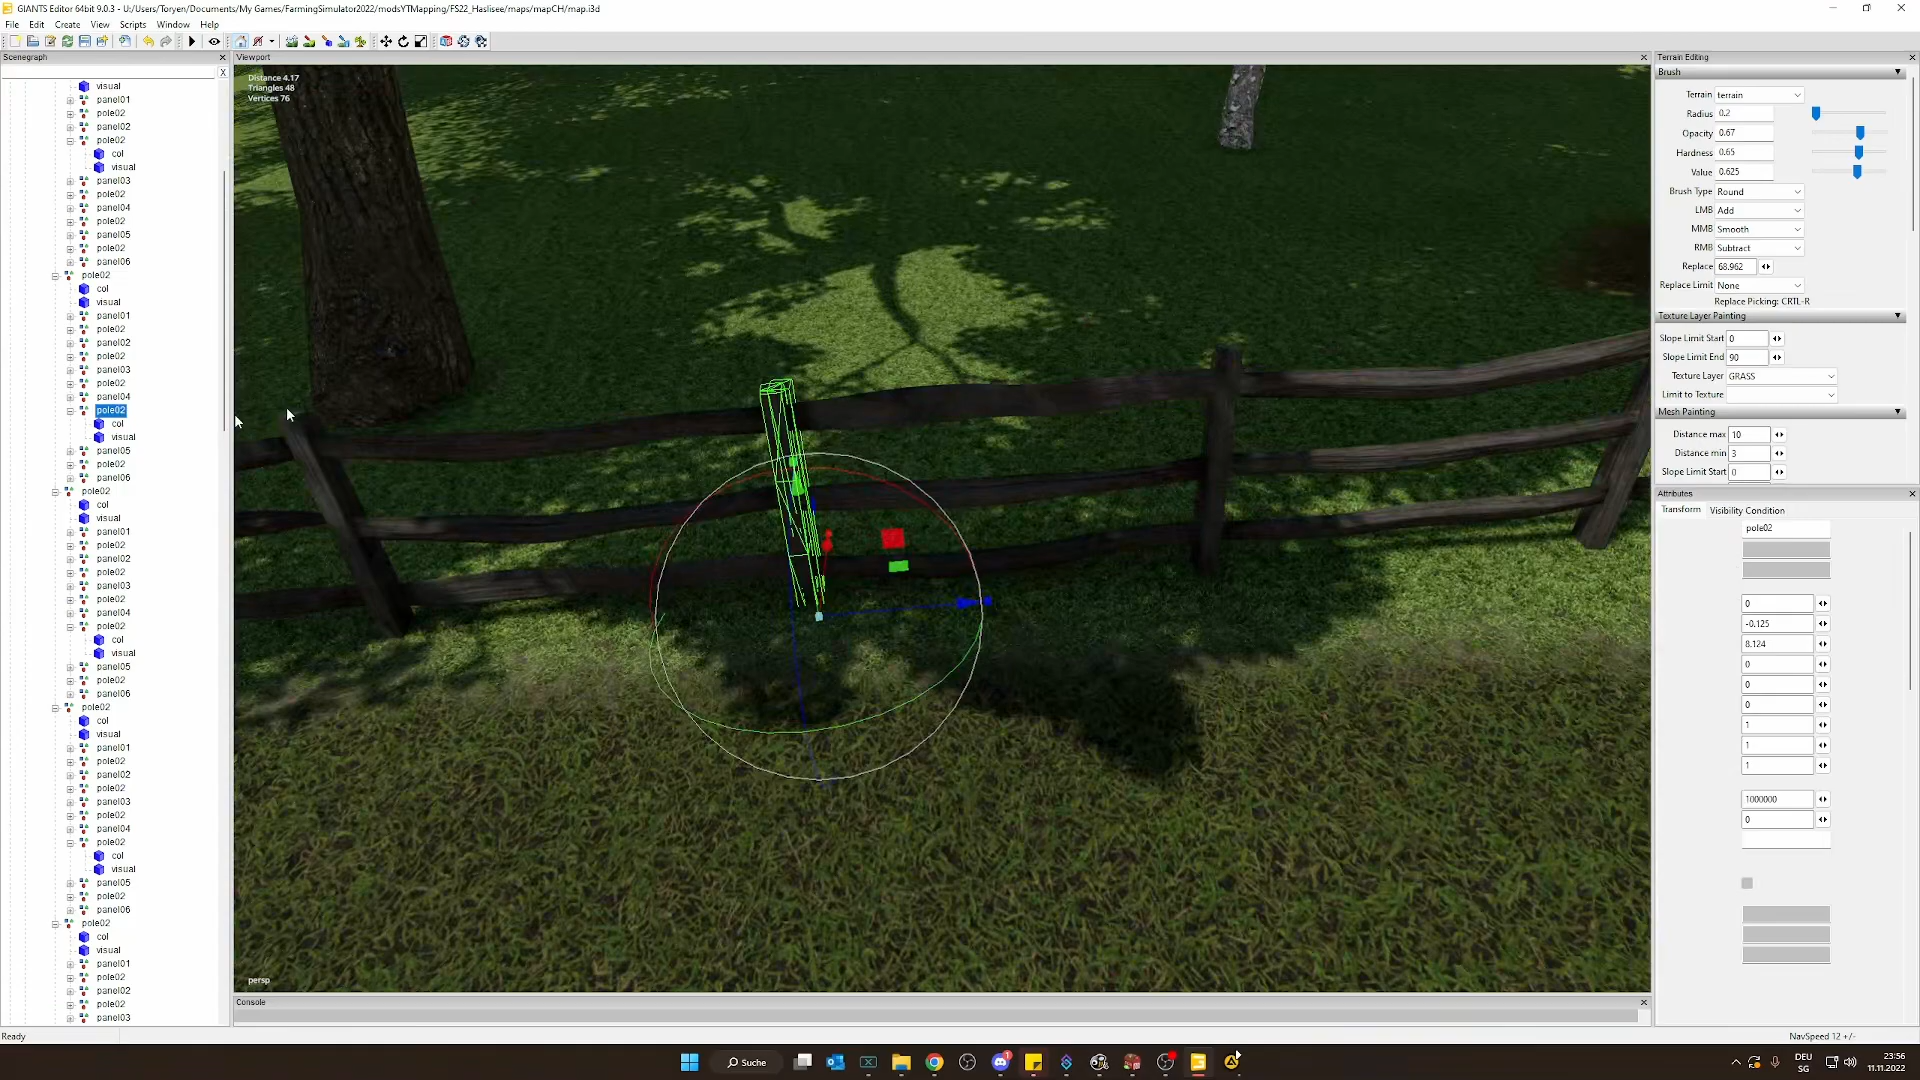 GIANTS Editor 64bit 9.0.3 - U:/Users/Toryen/Documents/My Games/FarmingSimulator2022/modsYTMapping/FS22_Haslisee/maps/mapCH/map.i3d
File Edit Create View Scripts Window Help
Scenegraph
X
visual
panel01
pole02
panel02
pole02
col
visual
panel03
pole02
panel04
pole02
panel05
pole02
panel06
pole02
col
visual
panel01
pole02
panel02
pole02
panel03
pole02
panel04
pole02
col
visual
panel05
pole02
panel06
pole02
col
visual
panel01
pole02
panel02
pole02
panel03
pole02
panel04
pole02
col
visual
panel05
pole02
panel06
pole02
col
visual
panel01
pole02
panel02
pole02
panel03
pole02
panel04
pole02
col
visual
panel05
pole02
panel06
pole02
col
visual
panel01
pole02
panel02
pole02
panel03
Viewport
Distance 4.17
Triangles 48
Vertices 76
persp
Console
Terrain Editing
Brush
Terrain terrain
Radius 0.2
Opacity 0.67
Hardness 0.65
Value 0.625
Brush Type Round
LMB Add
MMB Smooth
RMB Subtract
Replace 68.962
Replace Limit None
Replace Picking: CRTL-R
Texture Layer Painting
Slope Limit Start 0
Slope Limit End 90
Texture Layer GRASS
Limit to Texture
Mesh Painting
Distance max 10
Distance min 3
Slope Limit Start 0
Attributes
Transform Visibility Condition
pole02
0
-0.125
8.124
0
0
0
1
1
1
1000000
0
Ready
NavSpeed 12 +/-
Suche
1
DEU
SG
23:56
11.11.2022